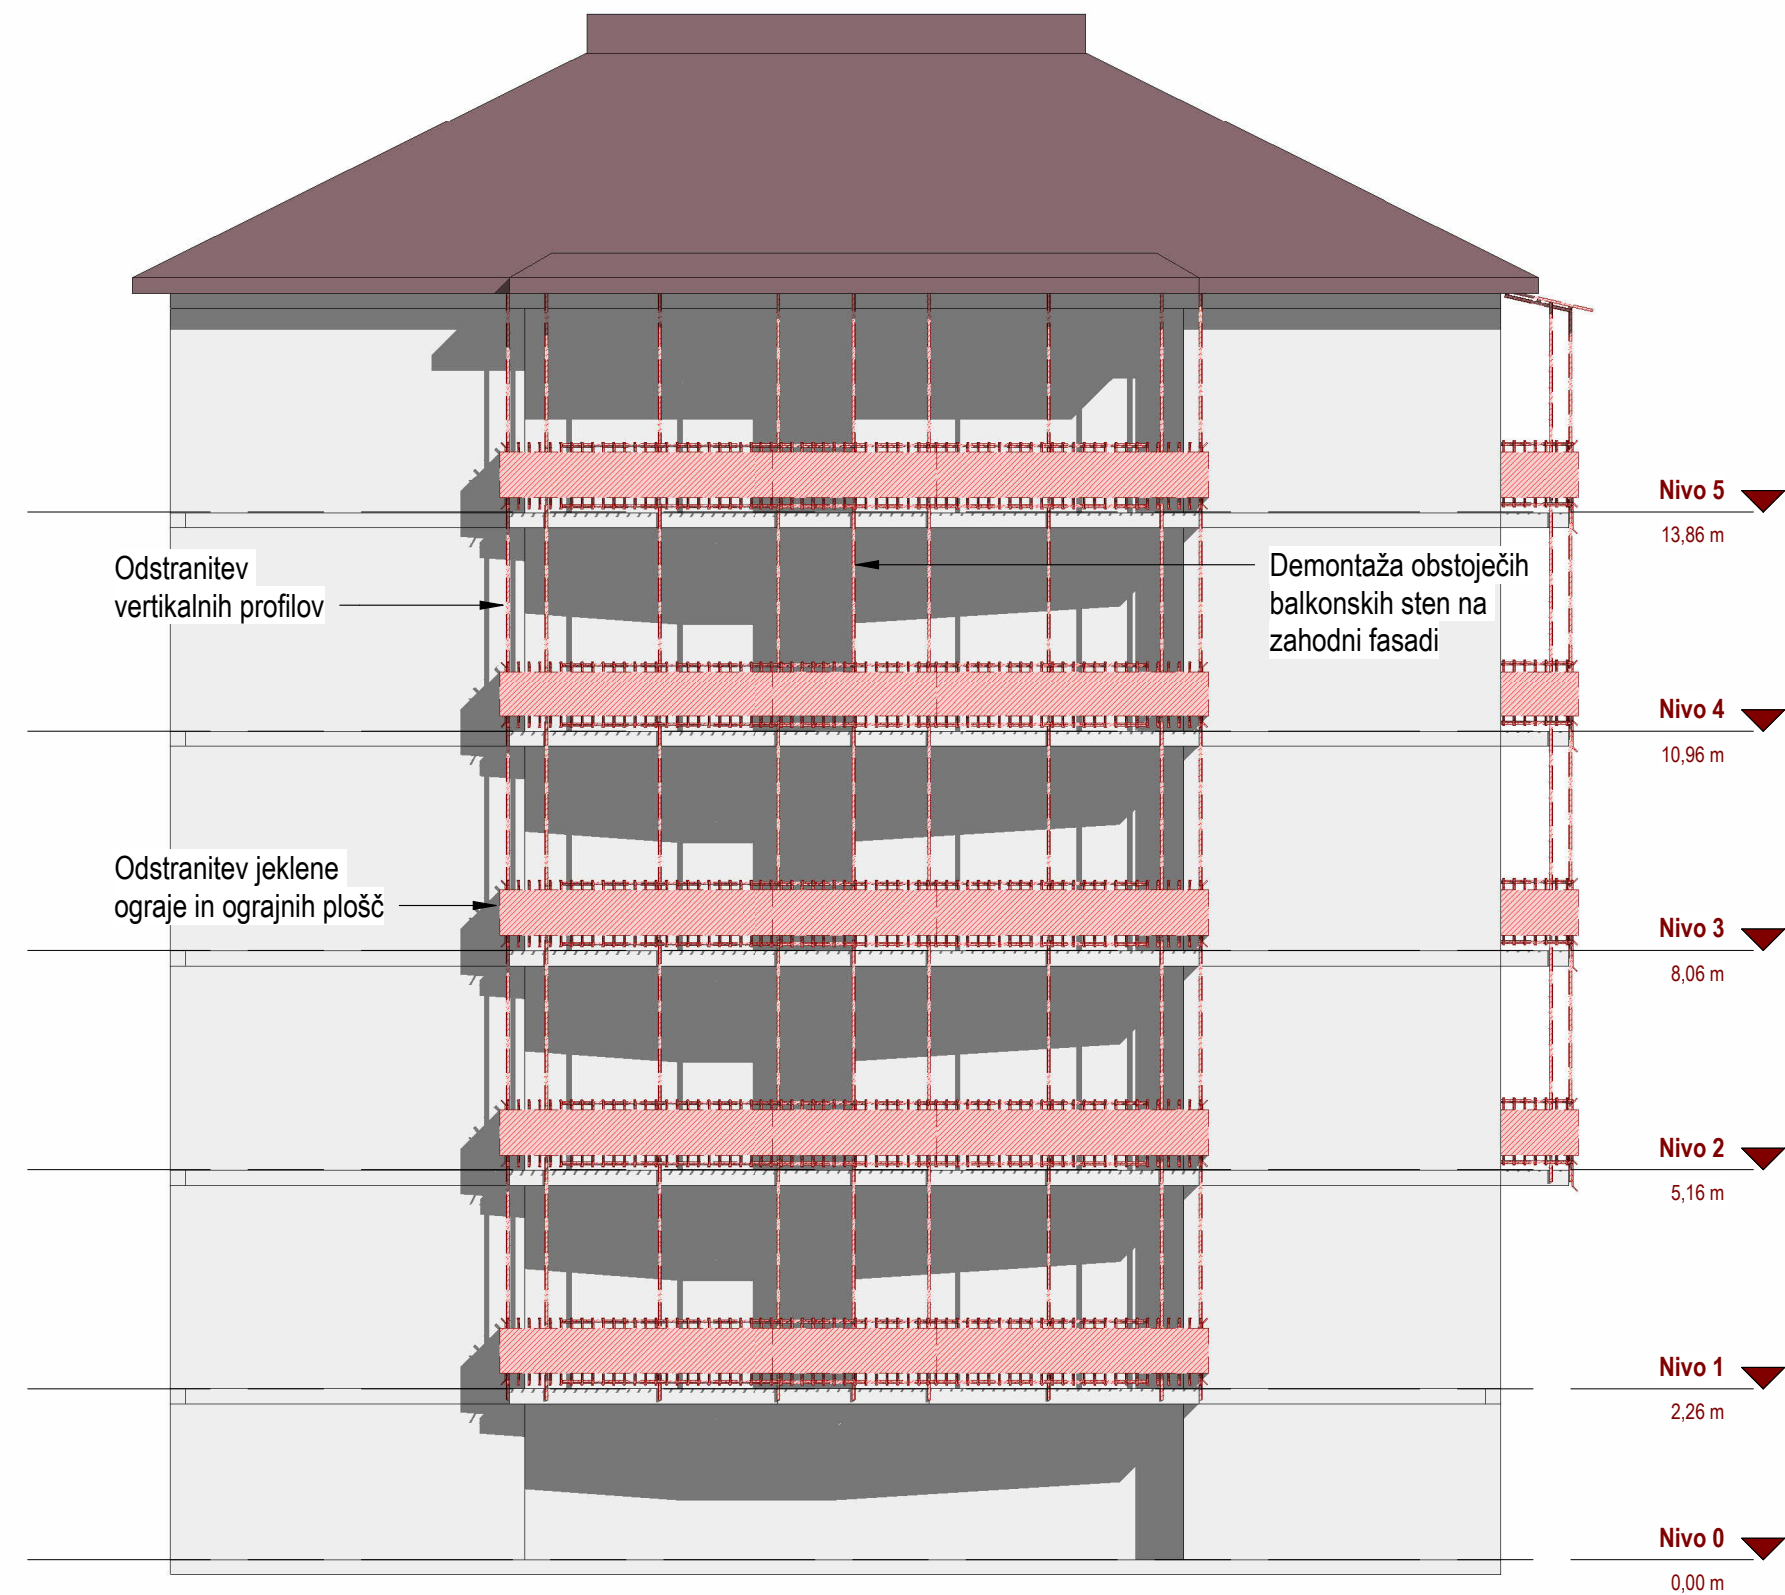 Nivo 5
13,86 m
Odstranitev
vertikalnih profilov
Demontaža obstoječih
balkonskih sten na
zahodni fasadi
Nivo 4
10,96 m
Odstranitev jeklene
ograje in ograjnih plošč
Nivo 3
8,06 m
Nivo 2
5,16 m
Nivo 1
2,26 m
Nivo 0
0,00 m